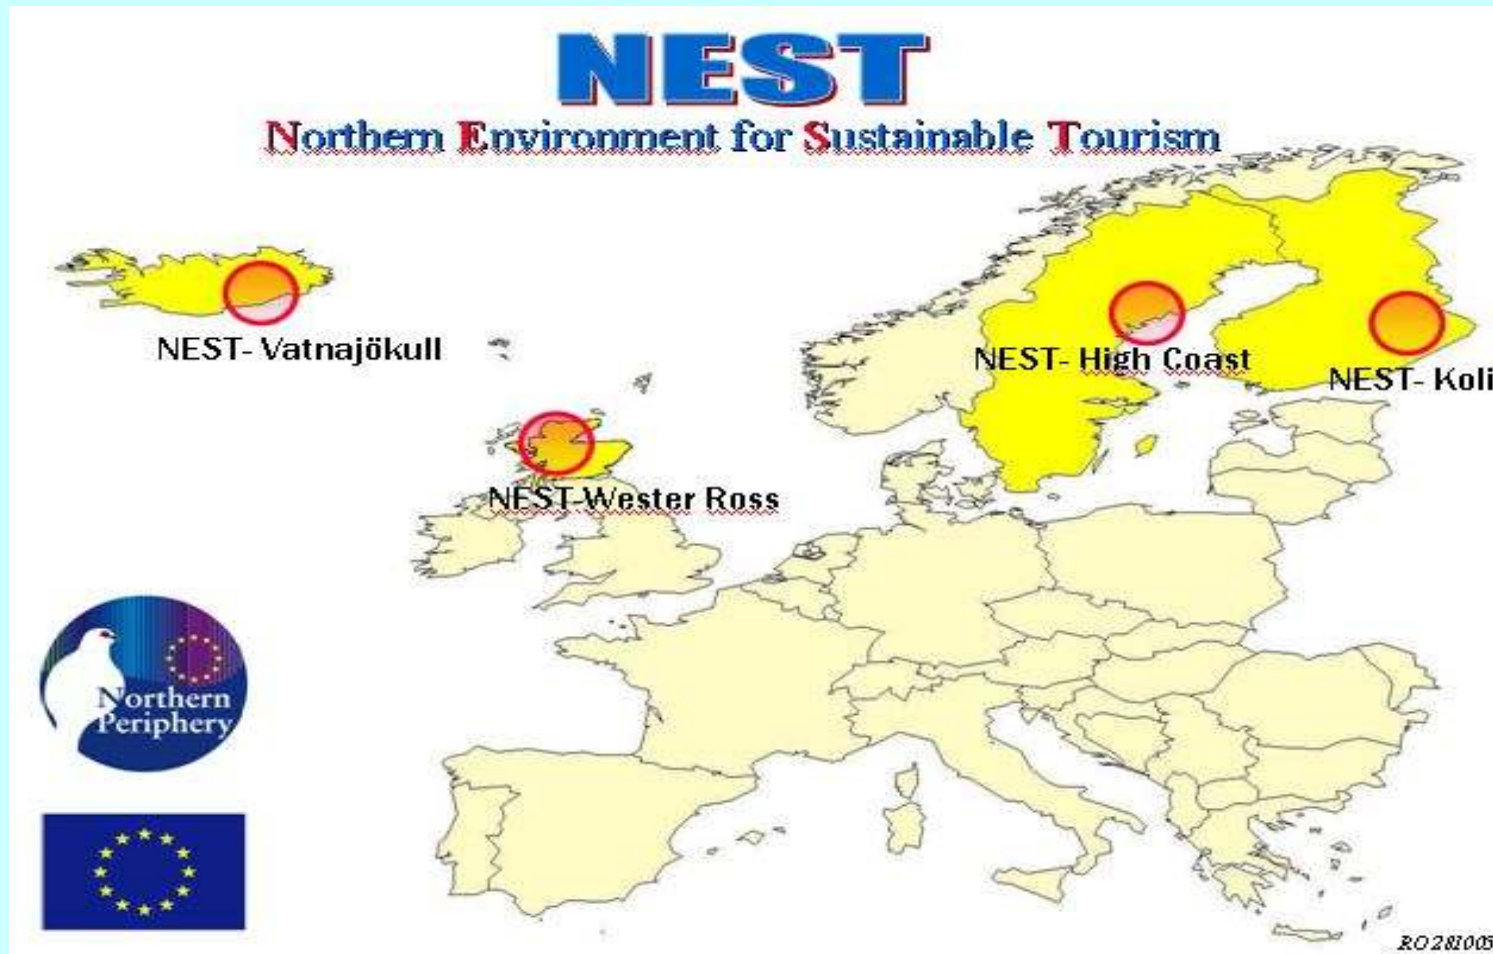 NEST
Northern Environment for Sustainable Tourism
NEST- Vatnajökull
NEST- High Coast
NEST- Koli
NEST-Wester Ross
Northern
Periphery
RO281005